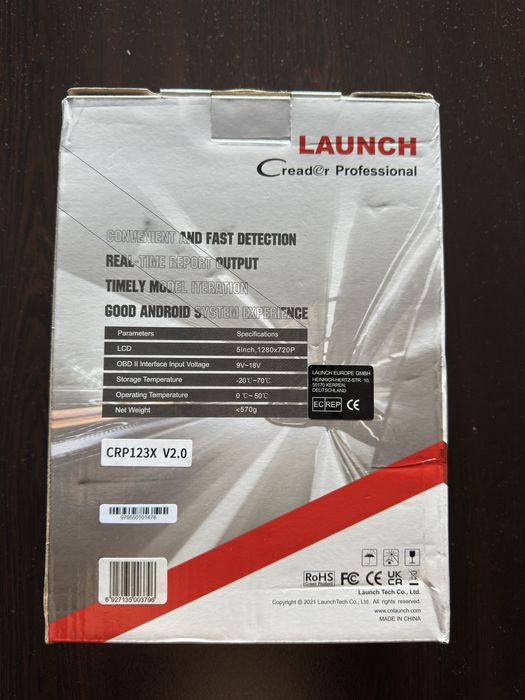 LAUNCH
Creader Professional
CONVENIENT AND FAST DETECTION
REAL-TIME REPORT OUTPUT
TIMELY MODEL ITERATION
GOOD ANDROID SYSTEM EXPERIENCE
Parameters Specifications
LCD 5inch,1280x720P
OBD II Interface Input Voltage 9V~18V
Storage Temperature -20℃~70℃
Operating Temperature 0 ℃~ 50℃
Net Weight <570g
LAUNCH EUROPE GMBH
HEINRICH-HERTZ-STR. 10,
50170 KERPEN,
DEUTSCHLAND
EC REP CE
CRP123X V2.0
979550101478
6 927135 003796
RoHS FC CE UKCA
Launch Tech Co., Ltd.
Copyright © 2021 LaunchTech Co., Ltd. All rights reserved.
www.cnlaunch.com
MADE IN CHINA